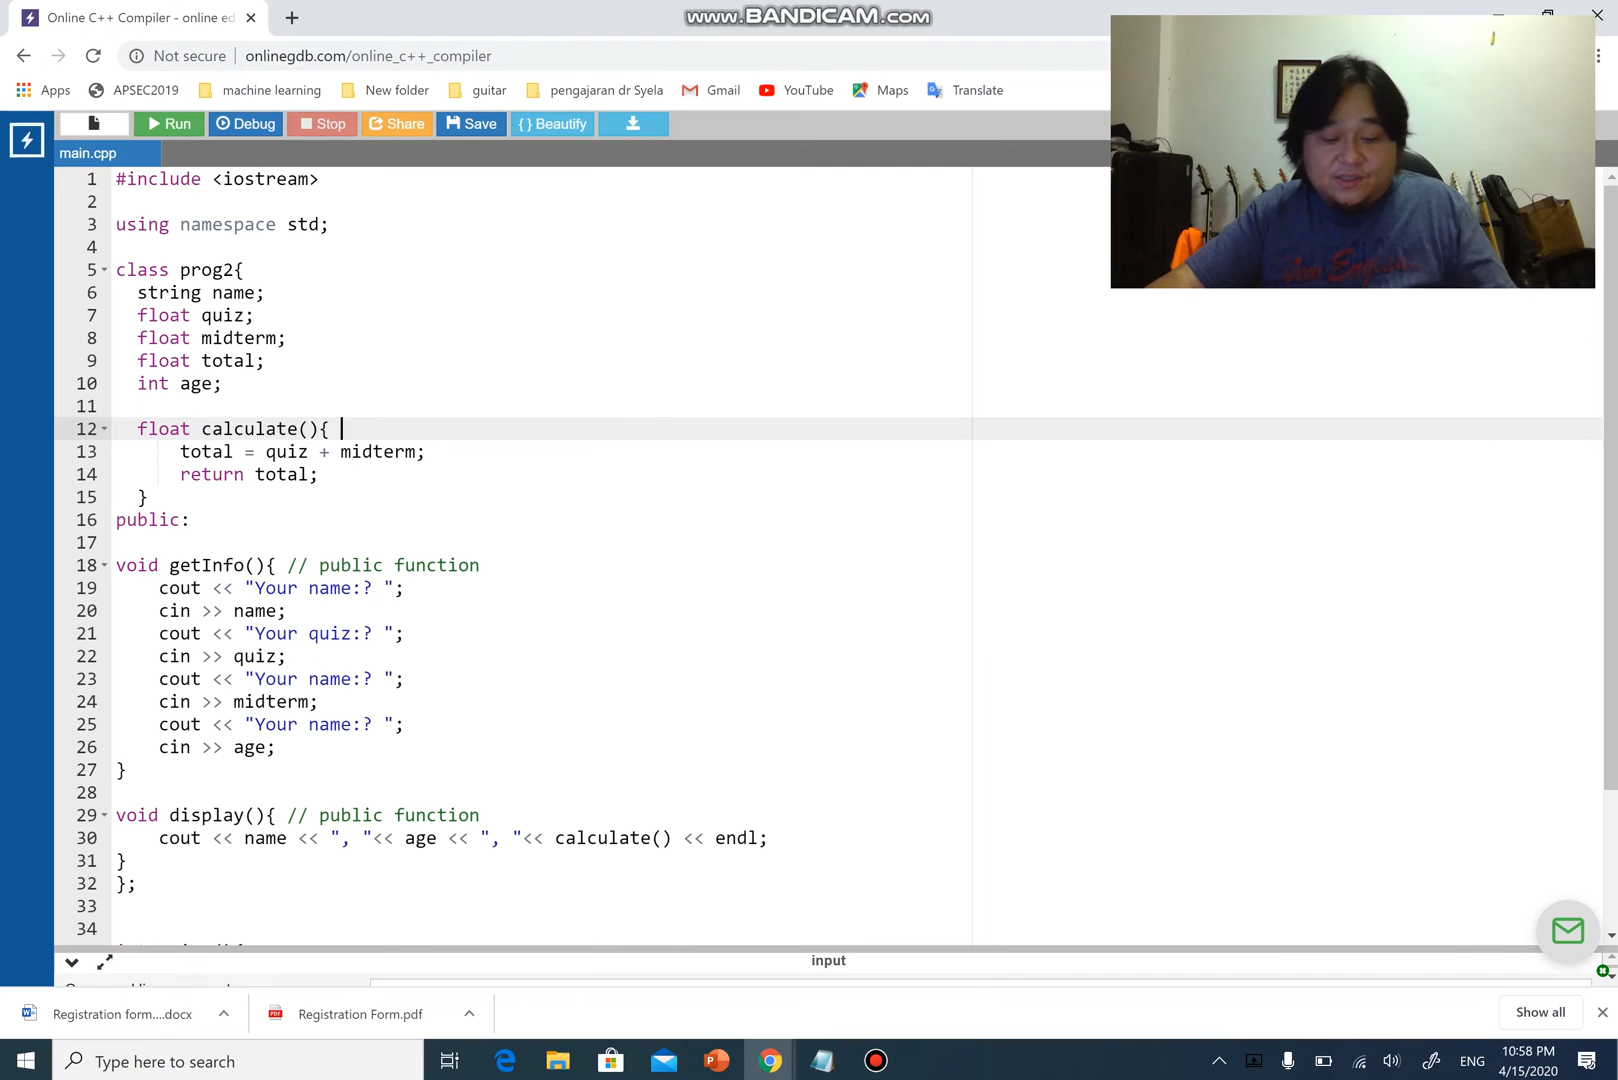 Online C++ Compiler - online ed
www.BANDICAM.com
Not secure
onlinegdb.com/online_c++_compiler
Apps
APSEC2019
machine learning
New folder
guitar
pengajaran dr Syela
Gmail
YouTube
Maps
Translate
Run
Debug
Stop
Share
Save
{ } Beautify
main.cpp
1 #include <iostream>
2
3 using namespace std;
4
5 class prog2{
6 string name;
7 float quiz;
8 float midterm;
9 float total;
10 int age;
11
12 float calculate(){
13 total = quiz + midterm;
14 return total;
15 }
16 public:
17
18 void getInfo(){ // public function
19 cout << "Your name:? ";
20 cin >> name;
21 cout << "Your quiz:? ";
22 cin >> quiz;
23 cout << "Your name:? ";
24 cin >> midterm;
25 cout << "Your name:? ";
26 cin >> age;
27 }
28
29 void display(){ // public function
30 cout << name << ", "<< age << ", "<< calculate() << endl;
31 }
32 };
33
34
input
Registration form....docx
Registration Form.pdf
Show all
Type here to search
ENG
10:58 PM
4/15/2020